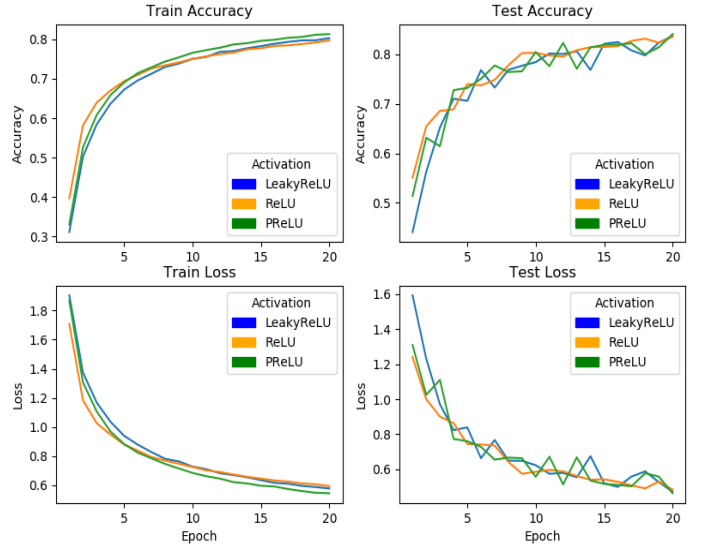 Train Accuracy
Accuracy
0.8
0.7
0.6
0.5
0.4
0.3
5
10
15
20
Activation
LeakyReLU
ReLU
PReLU
Test Accuracy
Accuracy
0.8
0.7
0.6
0.5
5
10
15
20
Activation
LeakyReLU
ReLU
PReLU
Train Loss
Loss
1.8
1.6
1.4
1.2
1.0
0.8
0.6
5
10
15
20
Epoch
Activation
LeakyReLU
ReLU
PReLU
Test Loss
Loss
1.6
1.4
1.2
1.0
0.8
0.6
5
10
15
20
Epoch
Activation
LeakyReLU
ReLU
PReLU